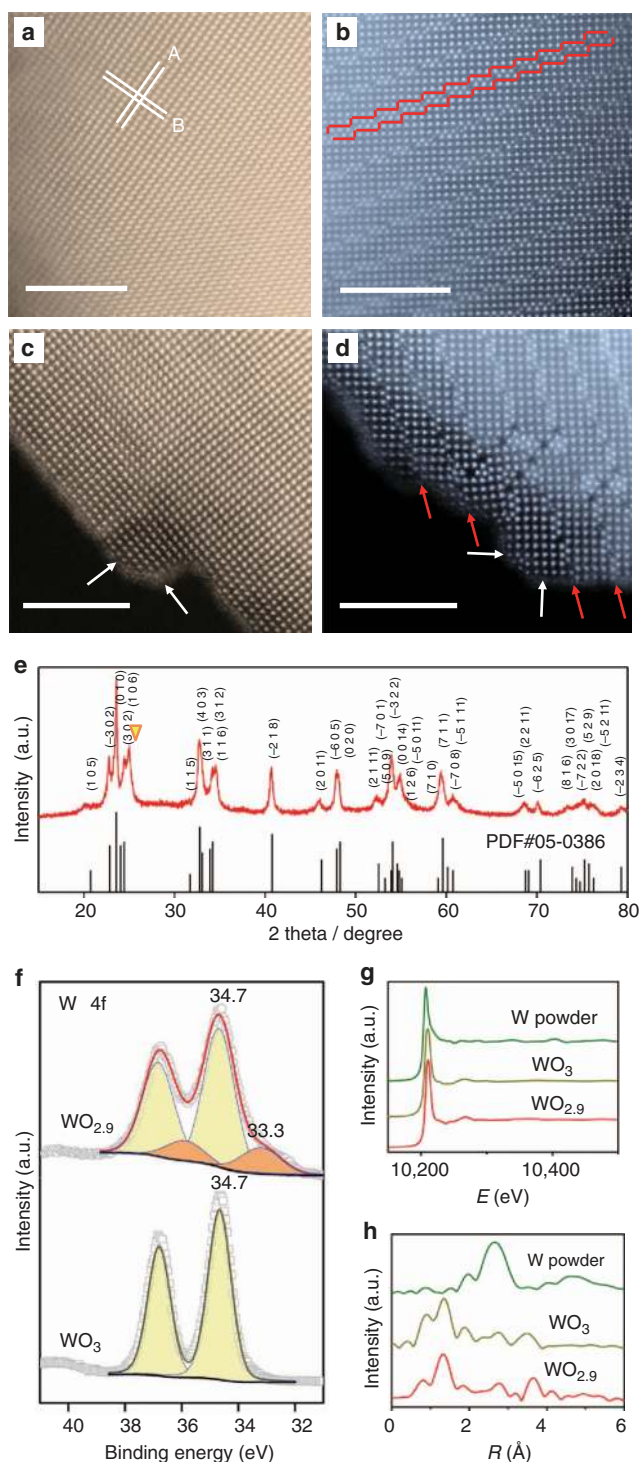 a
A
B
b
c
d
e
Intensity (a.u.)
(1 0 5)
(−3 0 2)
(0 1 0)
(3 0 2)
(1 0 6)
(1 1 5)
(4 0 3)
(3 1 1)
(3 1 2)
(1 1 6)
(−2 1 8)
(2 0 11)
(−6 0 5)
(0 2 0)
(2 1 11)
(5 0 9)
(−7 0 1)
(−3 2 2)
(0 0 14)
(1 2 6)
(−5 0 11)
(7 1 0)
(7 1 1)
(−7 0 8)
(−5 1 11)
(−5 0 15)
(2 2 11)
(−6 2 5)
(8 1 6)
(3 0 17)
(−7 2 2)
(5 2 9)
(2 0 18)
(−5 2 11)
(−2 3 4)
PDF#05-0386
20 30 40 50 60 70 80
2 theta / degree
f
W 4f
34.7
WO2.9
33.3
34.7
WO3
Intensity (a.u.)
40 38 36 34 32
Binding energy (eV)
g
W powder
WO3
WO2.9
Intensity (a.u.)
10,200 10,400
E (eV)
h
W powder
WO3
WO2.9
Intensity (a.u.)
0 2 4 6
R (Å)